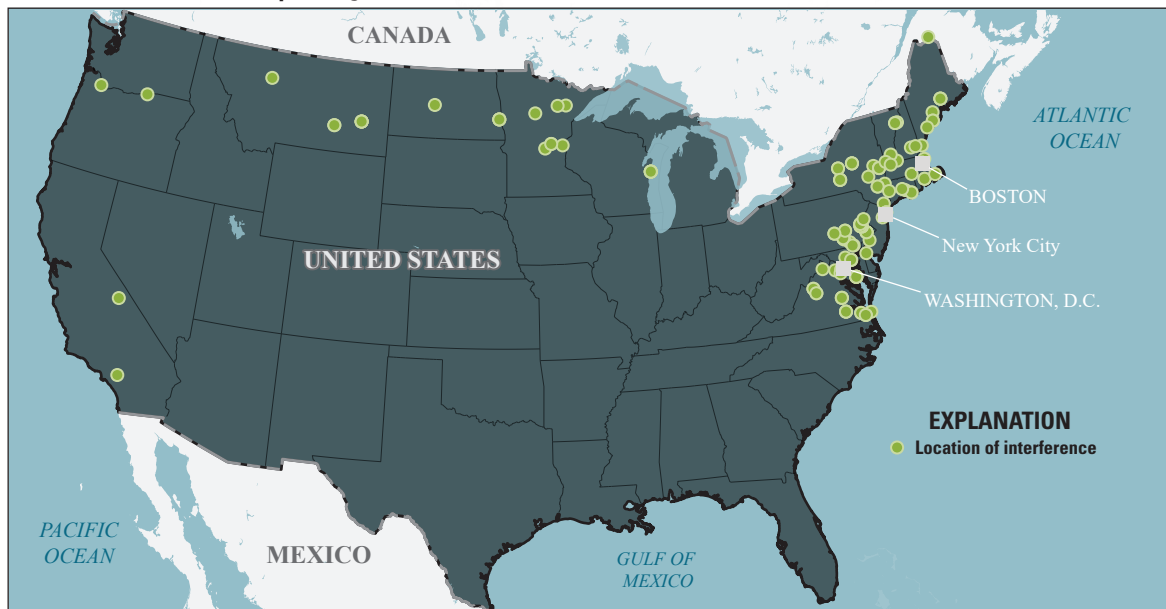 CANADA
ATLANTIC
OCEAN
BOSTON
New York City
UNITED STATES
WASHINGTON, D.C.
EXPLANATION
Location of interference
PACIFIC
OCEAN
MEXICO
GULF OF
MEXICO